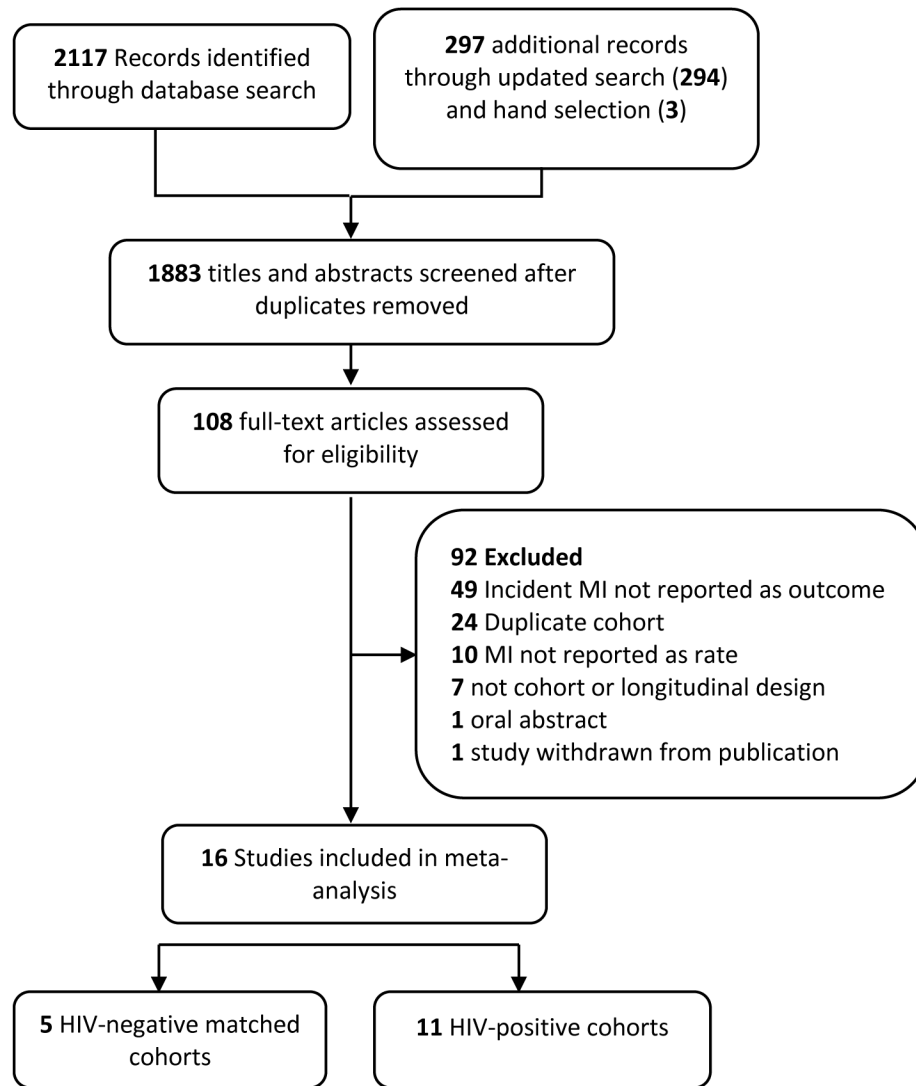 2117 Records identified
through database search
297 additional records
through updated search (294)
and hand selection (3)
1883 titles and abstracts screened after
duplicates removed
108 full-text articles assessed
for eligibility
92 Excluded
49 Incident MI not reported as outcome
24 Duplicate cohort
10 MI not reported as rate
7 not cohort or longitudinal design
1 oral abstract
1 study withdrawn from publication
16 Studies included in meta-
analysis
5 HIV-negative matched
cohorts
11 HIV-positive cohorts